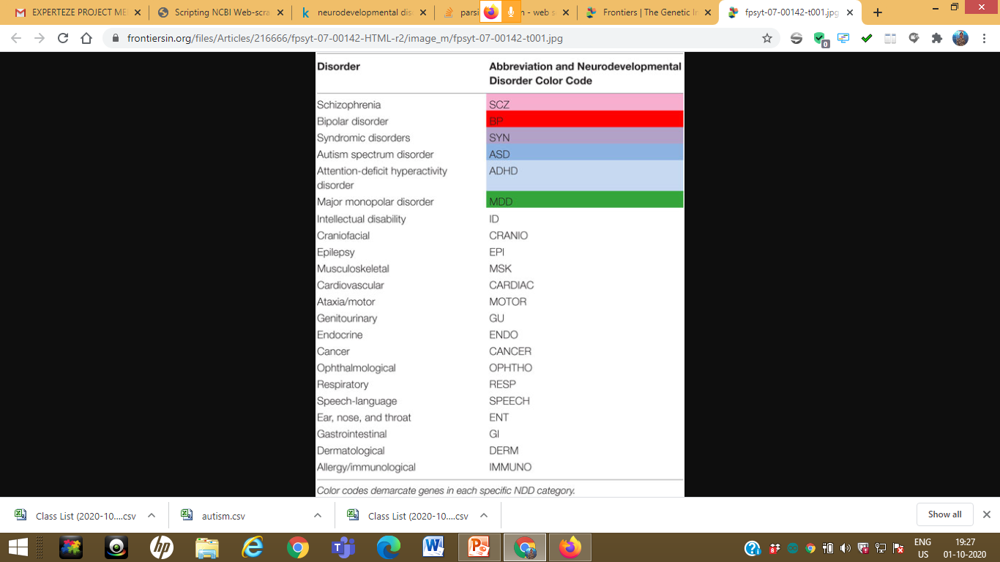 EXPERTEZE PROJECT ME
Scripting NCBI Web-scra
neurodevelopmental dis
parsi
n - web s
Frontiers | The Genetic I
fpsyt-07-00142-t001.jpg
frontiersin.org/files/Articles/216666/fpsyt-07-00142-HTML-r2/image_m/fpsyt-07-00142-t001.jpg
0
Disorder Abbreviation and Neurodevelopmental
Disorder Color Code
Schizophrenia SCZ
Bipolar disorder BP
Syndromic disorders SYN
Autism spectrum disorder ASD
Attention-deficit hyperactivity ADHD
disorder
Major monopolar disorder MDD
Intellectual disability ID
Craniofacial CRANIO
Epilepsy EPI
Musculoskeletal MSK
Cardiovascular CARDIAC
Ataxia/motor MOTOR
Genitourinary GU
Endocrine ENDO
Cancer CANCER
Ophthalmological OPHTHO
Respiratory RESP
Speech-language SPEECH
Ear, nose, and throat ENT
Gastrointestinal GI
Dermatological DERM
Allergy/immunological IMMUNO
Color codes demarcate genes in each specific NDD category.
Class List (2020-10....csv
autism.csv
Class List (2020-10....csv
Show all
ENG 19:27
US 01-10-2020